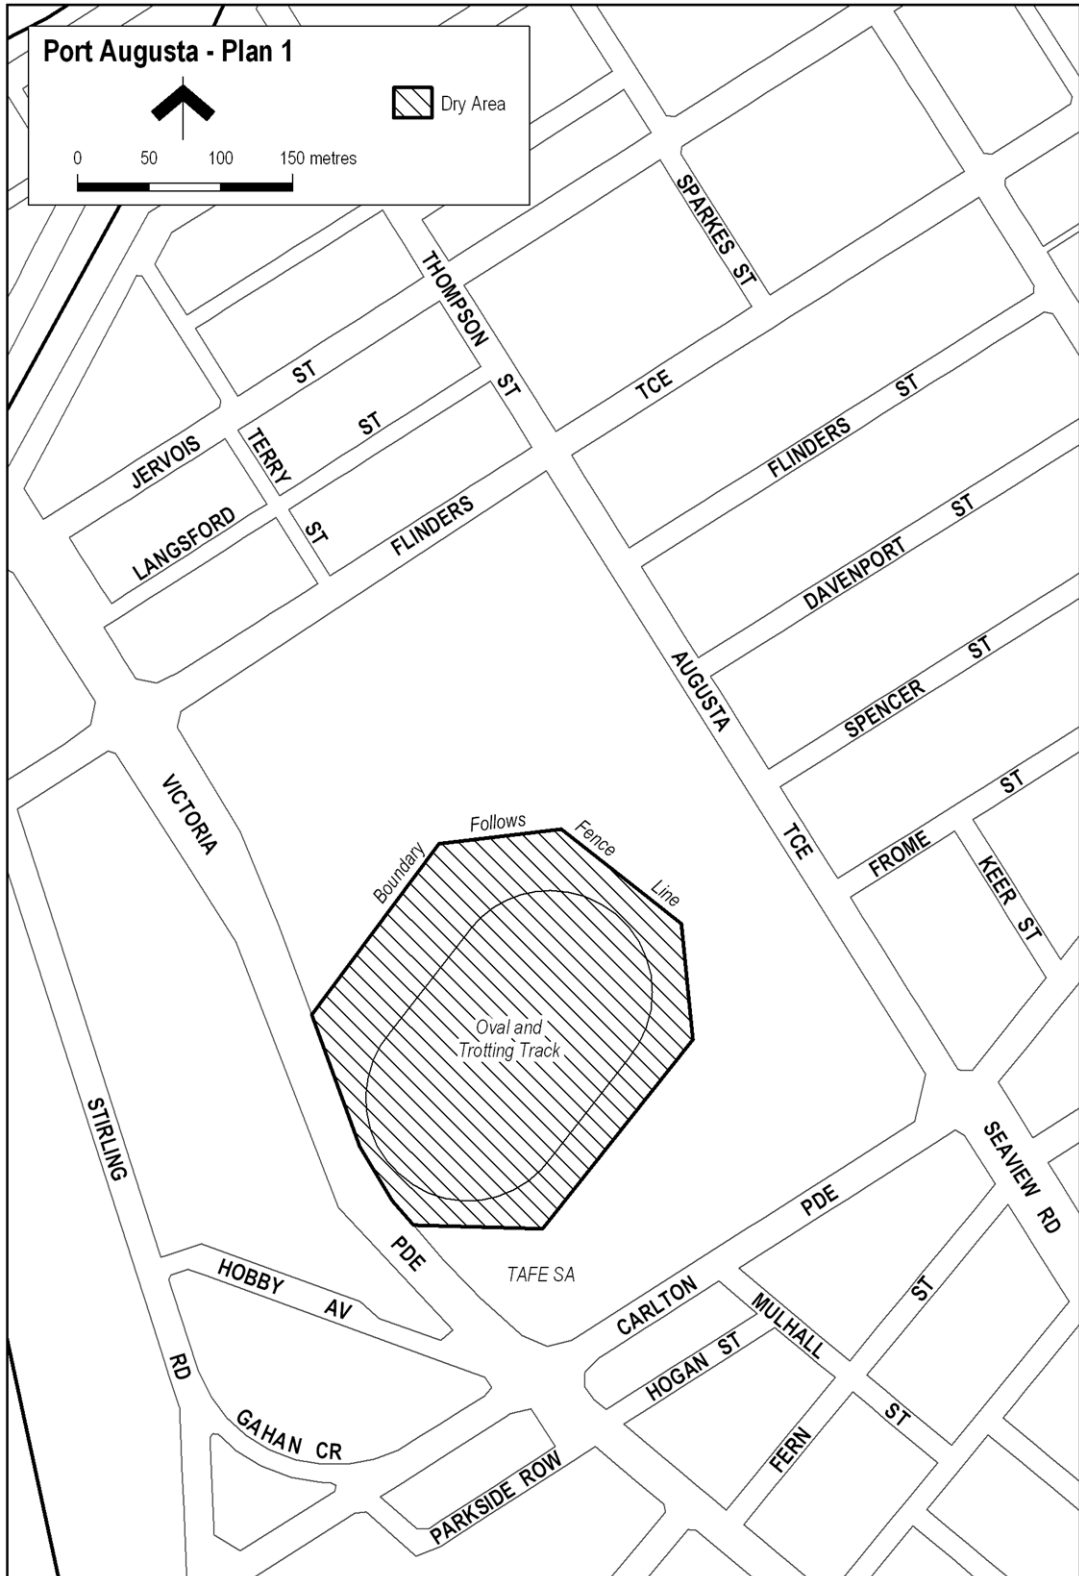 Port Augusta - Plan 1
Dry Area
0 50 100 150 metres
SPARKES ST
THOMPSON ST
TCE
ST
ST
FLINDERS ST
JERVOIS
TERRY ST
LANGSFORD
FLINDERS
DAVENPORT ST
AUGUSTA TCE
SPENCER ST
VICTORIA PDE
FROME ST
KEER ST
Boundary Follows Fence Line
Oval and
Trotting Track
STIRLING RD
SEAVIEW RD
PDE
HOBBY AV
TAFE SA
CARLTON
MULHALL ST
HOGAN ST
ST
FERN
GAHAN CR
PARKSIDE ROW